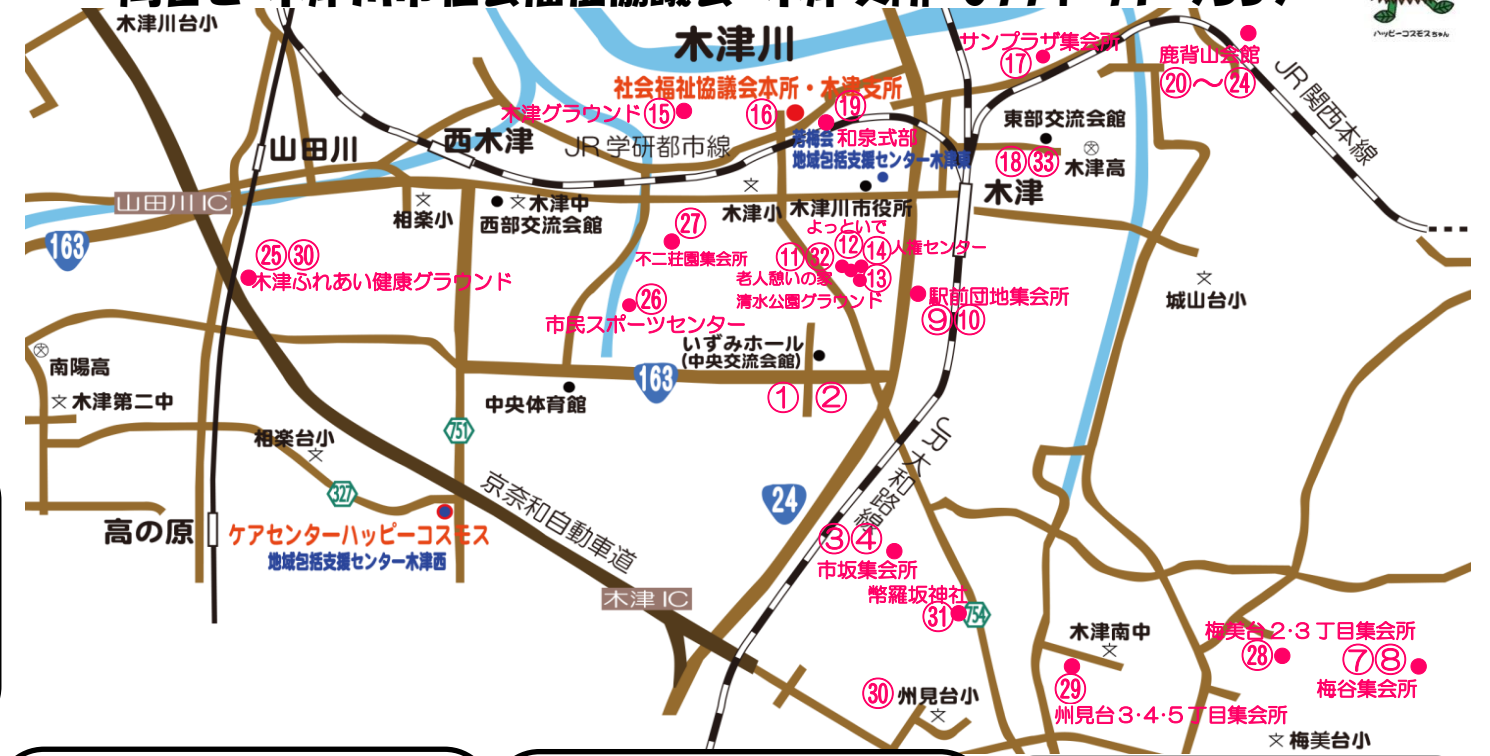 ハッピーコスモスちゃん
木津川台小
木津川
サンプラザ集会所
⑰
鹿背山会館
⑳～㉔
JR関西本線
社会福祉協議会本所・木津支所
木津グラウンド⑮
⑯
⑲
和泉式部
地域包括支援センター木津東
東部交流会館
⑱㉝
木津高
山田川
西木津
JR学研都市線
木津
山田川IC
163
相楽小
木津中
西部交流会館
木津小
木津川市役所
よっといで
㉗
不二荘園集会所
⑪㉜
⑫
⑭人権センター
老人憩いの家
⑬
清水公園グラウンド
㉕㉚
木津ふれあい健康グラウンド
城山台小
㉖
市民スポーツセンター
駅前団地集会所
⑨⑩
いずみホール
(中央交流会館)
南陽高
木津第二中
163
中央体育館
①
②
751
相楽台小
327
JR大和路線
京奈和自動車道
24
高の原
ケアセンターハッピーコスモス
地域包括支援センター木津西
③④
市坂集会所
木津IC
幣羅坂神社
㉛
754
木津南中
梅美台2・3丁目集会所
㉘
⑦⑧
梅谷集会所
㉚州見台小
㉙
州見台3・4・5丁目集会所
梅美台小